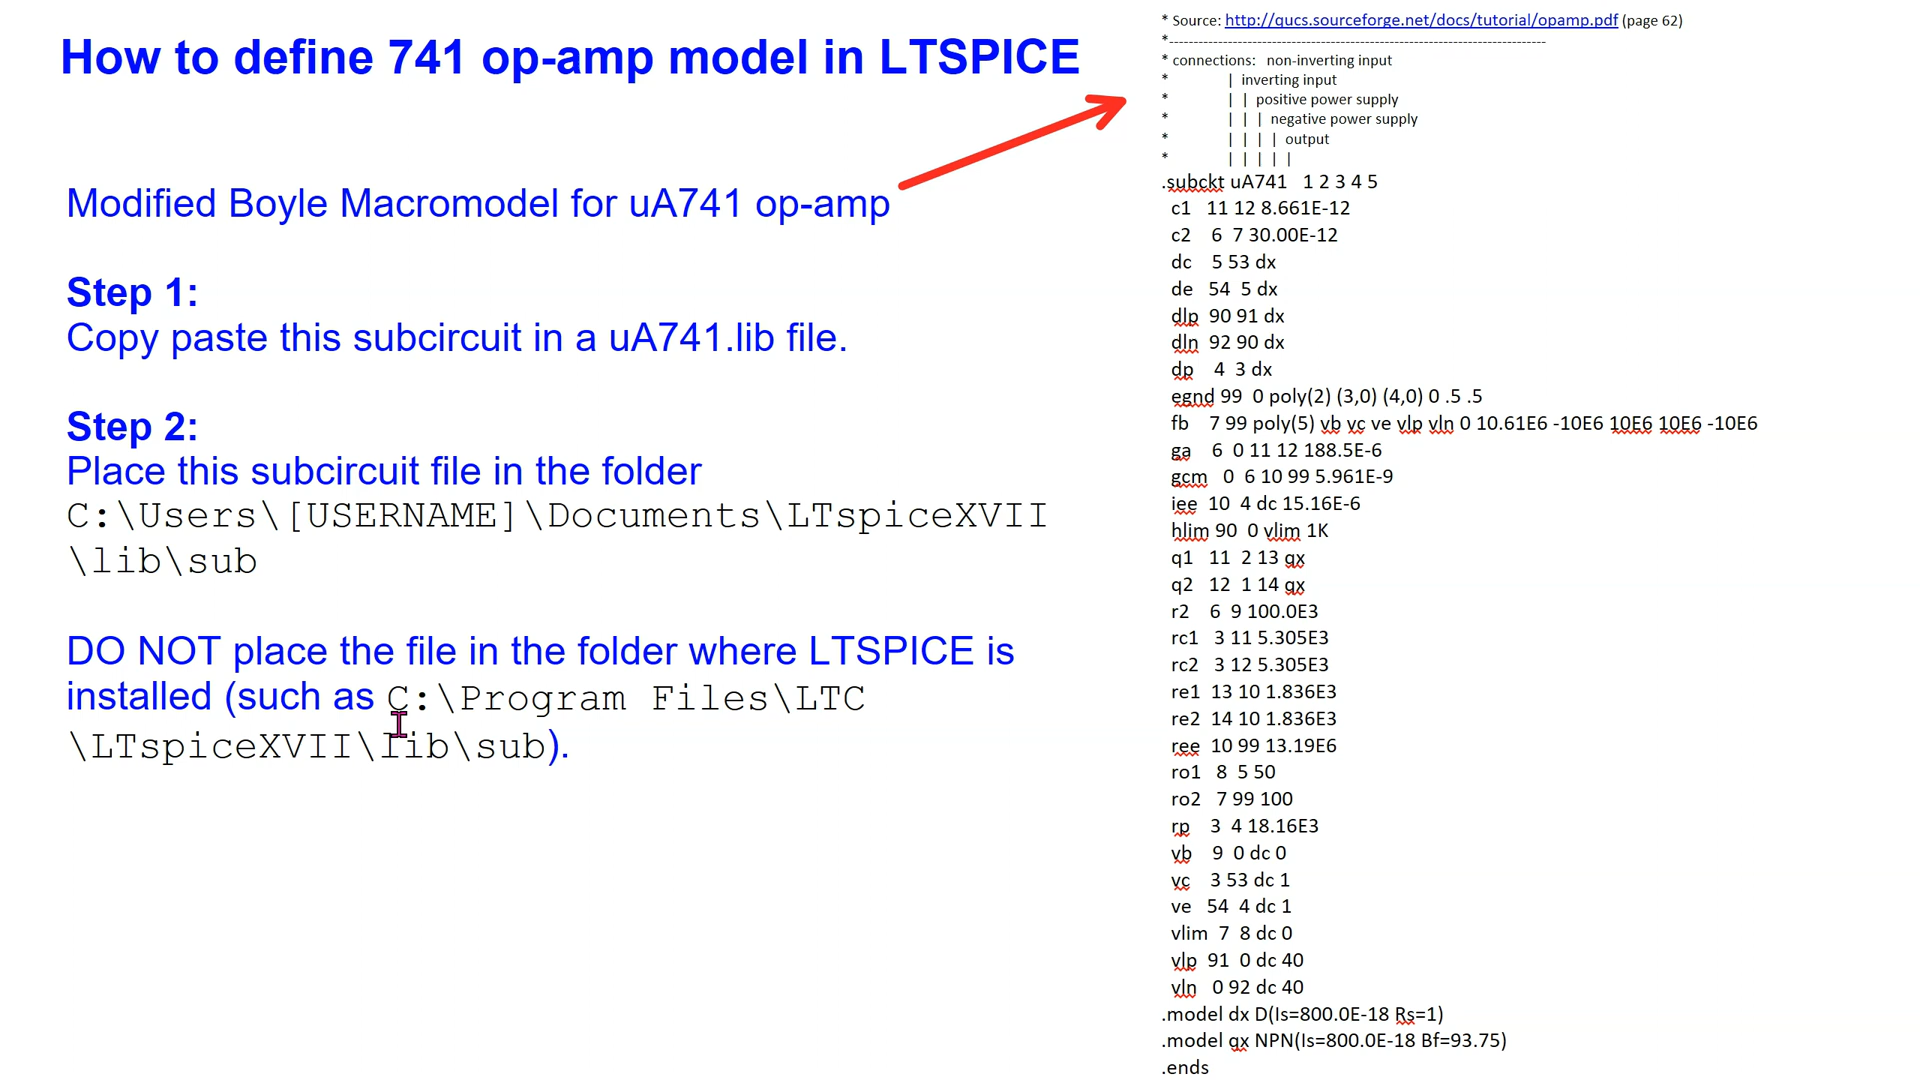 How to define 741 op-amp model in LTSPICE
Modified Boyle Macromodel for uA741 op-amp
Step 1:
Copy paste this subcircuit in a uA741.lib file.
Step 2:
Place this subcircuit file in the folder
C:\Users\[USERNAME]\Documents\LTspiceXVII
\lib\sub
DO NOT place the file in the folder where LTSPICE is
installed (such as C:\Program Files\LTC
\LTspiceXVII\lib\sub).
* Source: http://qucs.sourceforge.net/docs/tutorial/opamp.pdf (page 62)
*------------------------------------------------------------------------------
* connections: non-inverting input
* | inverting input
* | | positive power supply
* | | | negative power supply
* | | | | output
* | | | | |
.subckt uA741 1 2 3 4 5
c1 11 12 8.661E-12
c2 6 7 30.00E-12
dc 5 53 dx
de 54 5 dx
dlp 90 91 dx
dln 92 90 dx
dp 4 3 dx
egnd 99 0 poly(2) (3,0) (4,0) 0 .5 .5
fb 7 99 poly(5) vb vc ve vlp vln 0 10.61E6 -10E6 10E6 10E6 -10E6
ga 6 0 11 12 188.5E-6
gcm 0 6 10 99 5.961E-9
iee 10 4 dc 15.16E-6
hlim 90 0 vlim 1K
q1 11 2 13 qx
q2 12 1 14 qx
r2 6 9 100.0E3
rc1 3 11 5.305E3
rc2 3 12 5.305E3
re1 13 10 1.836E3
re2 14 10 1.836E3
ree 10 99 13.19E6
ro1 8 5 50
ro2 7 99 100
rp 3 4 18.16E3
vb 9 0 dc 0
vc 3 53 dc 1
ve 54 4 dc 1
vlim 7 8 dc 0
vlp 91 0 dc 40
vln 0 92 dc 40
.model dx D(Is=800.0E-18 Rs=1)
.model qx NPN(Is=800.0E-18 Bf=93.75)
.ends